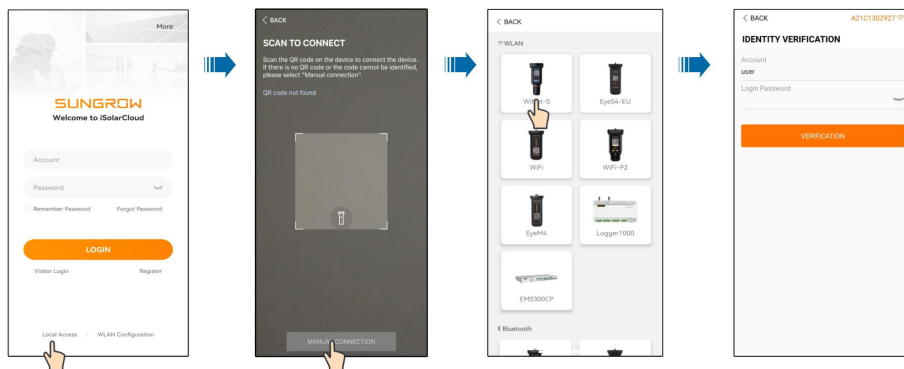 More
SUNGROW
Welcome to iSolarCloud
Account
Password
Remember Password Forgot Password
LOGIN
Visitor Login Register
Local Access WLAN Configuration
BACK
SCAN TO CONNECT
Scan the QR code on the device to connect the device.
If there is no QR code or the code cannot be identified,
please select "Manual connection".
QR code not found
MANUAL CONNECTION
BACK
WLAN
EyeS4-EU
WiFi WiFi-P2
EyeM4 Logger1000
EMS300CP
Bluetooth
BACK A21C1302927
IDENTITY VERIFICATION
Account
user
Login Password
VERIFICATION